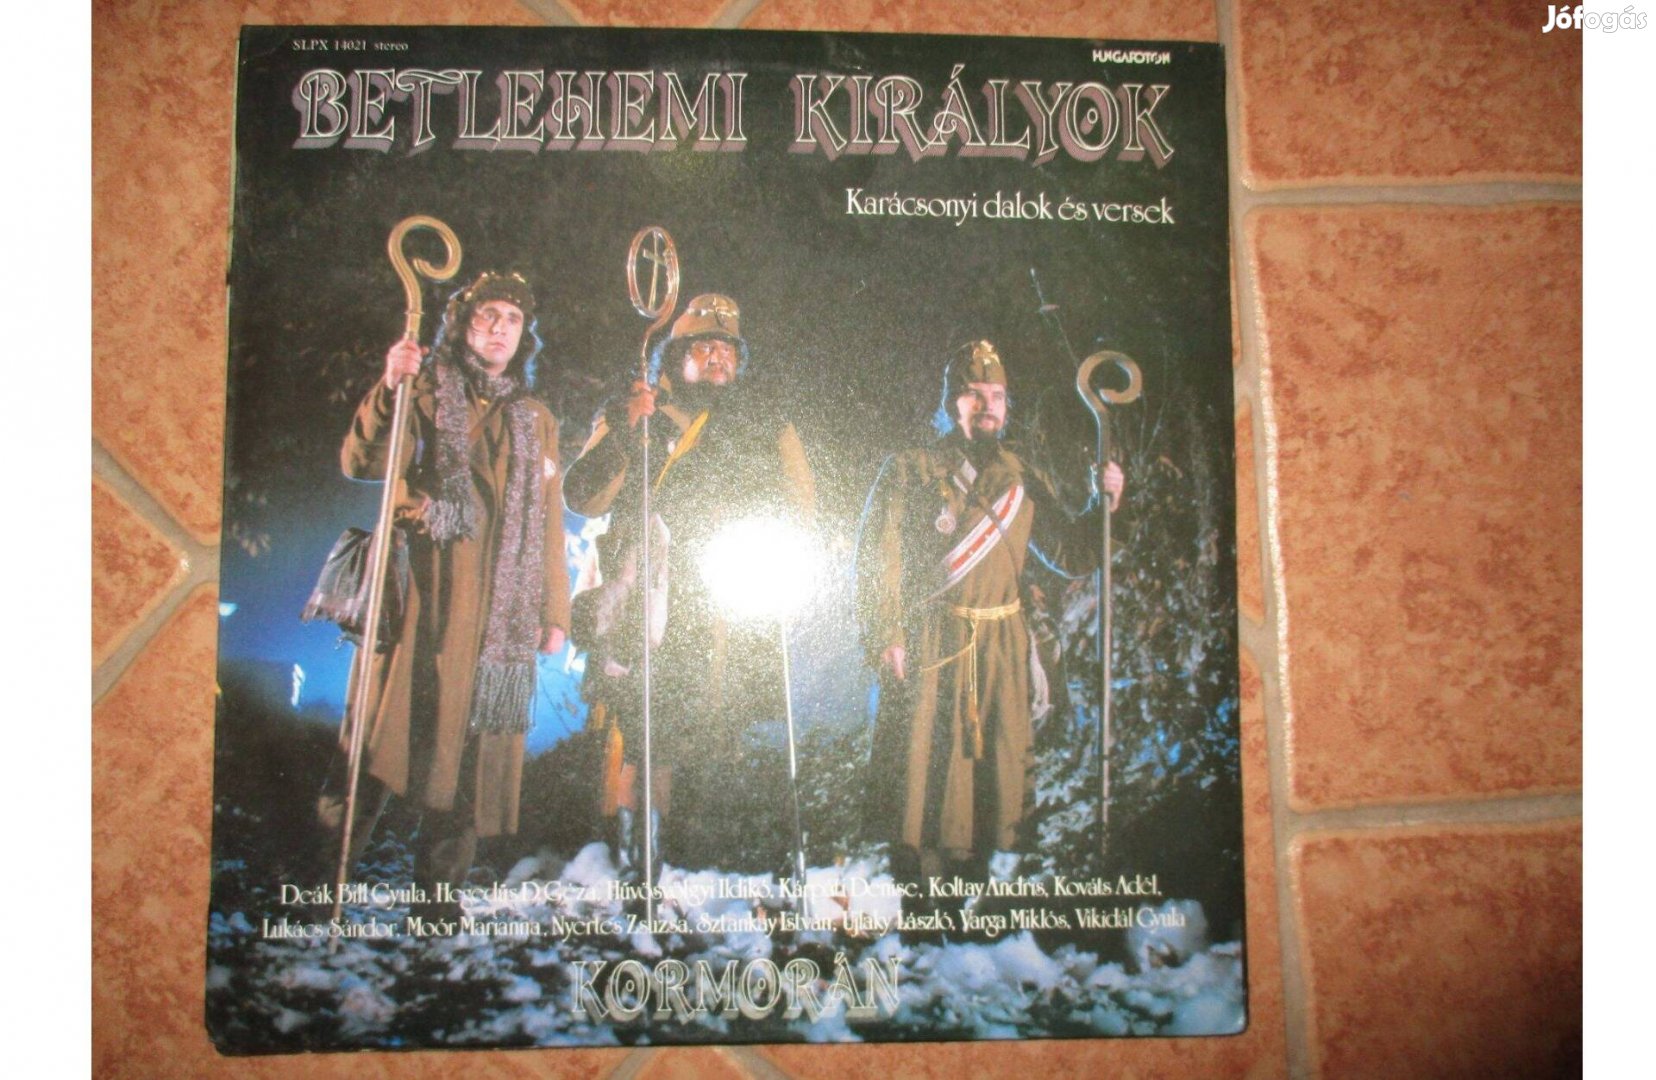 Jófogás
SLPX 14021 stereo
HUNGAROTON
BETLEHEMI KIRÁLYOK
Karácsonyi dalok és versek
Deák Bill Gyula, Hegedűs D. Géza, Hűvösvölgyi Ildikó, Kárpáti Denise, Koltay Andris, Kováts Adél,
Lukács Sándor, Moór Marianna, Nyertes Zsuzsa, Sztankay István, Ujlaky László, Varga Miklós, Vikidál Gyula
KORMORÁN